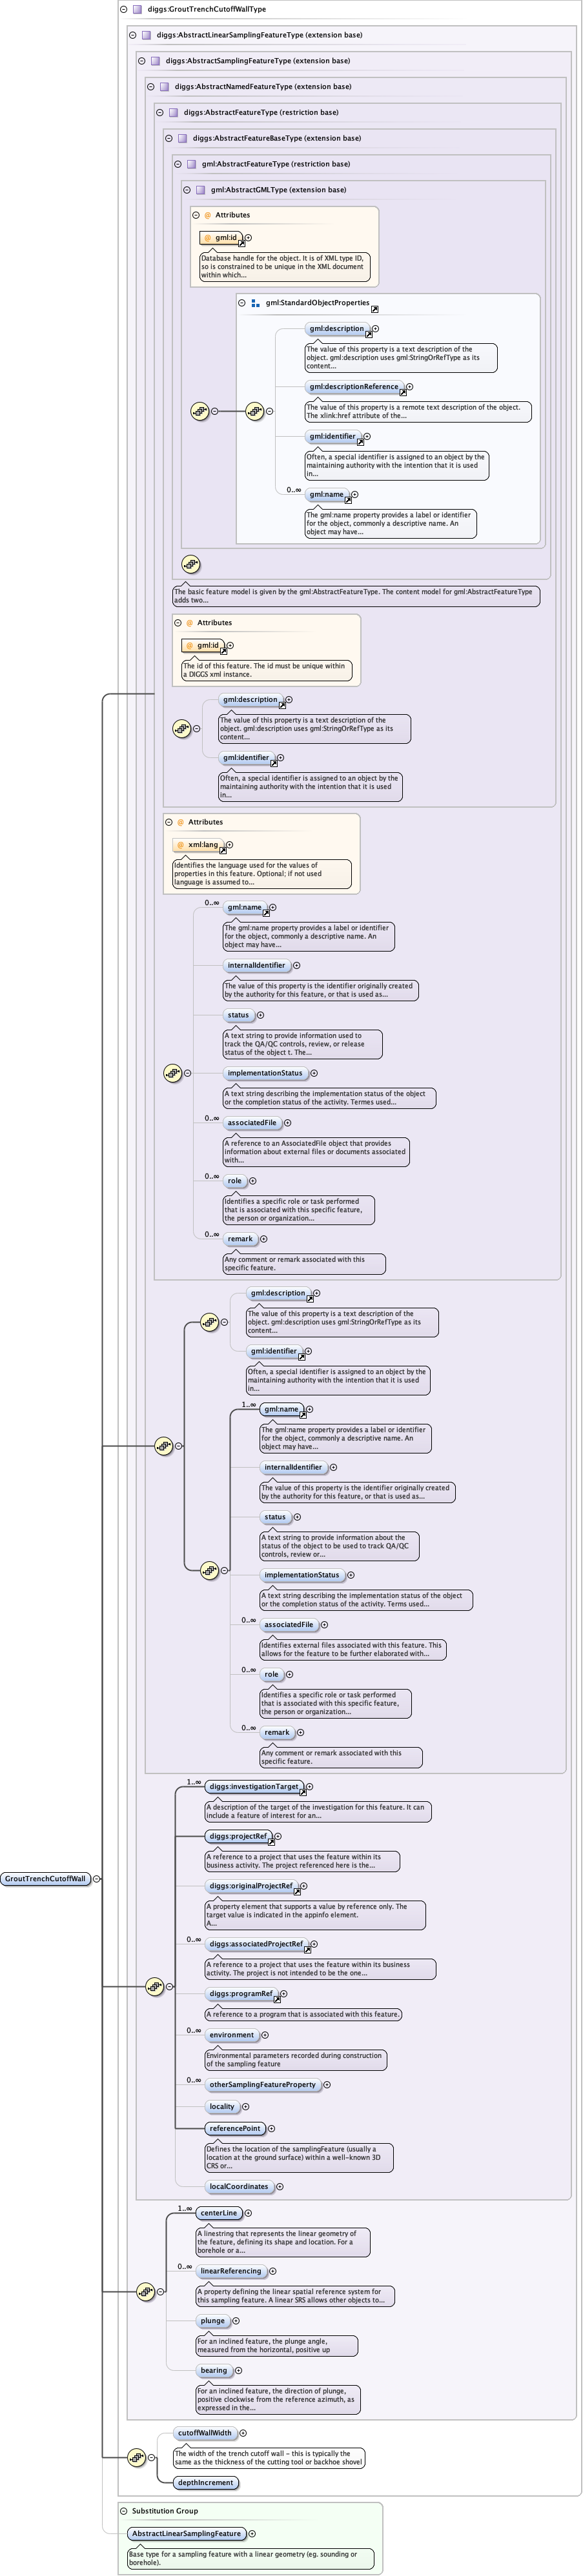 diggs:GroutTrenchCutoffWallType
diggs:AbstractLinearSamplingFeatureType (extension base)
diggs:AbstractSamplingFeatureType (extension base)
diggs:AbstractNamedFeatureType (extension base)
diggs:AbstractFeatureType (restriction base)
diggs:AbstractFeatureBaseType (extension base)
gml:AbstractFeatureType (restriction base)
gml:AbstractGMLType (extension base)
@ Attributes
gml:id
Database handle for the object. It is of XML type ID,
so is constrained to be unique in the XML document
within which...
gml:StandardObjectProperties
gml:description
The value of this property is a text description of the
object. gml:description uses gml:StringOrRefType as its
content...
gml:descriptionReference
The value of this property is a remote text description of the object.
The xlink:href attribute of the...
gml:identifier
Often, a special identifier is assigned to an object by the
maintaining authority with the intention that it is used
in...
0..∞
gml:name
The gml:name property provides a label or identifier
for the object, commonly a descriptive name. An
object may have...
The basic feature model is given by the gml:AbstractFeatureType. The content model for gml:AbstractFeatureType
adds two...
@ Attributes
gml:id
The id of this feature. The id must be unique within
a DIGGS xml instance.
gml:description
The value of this property is a text description of the
object. gml:description uses gml:StringOrRefType as its
content...
gml:identifier
Often, a special identifier is assigned to an object by the
maintaining authority with the intention that it is used
in...
@ Attributes
xml:lang
Identifies the language used for the values of
properties in this feature. Optional; if not used
language is assumed to...
0..∞
gml:name
The gml:name property provides a label or identifier
for the object, commonly a descriptive name. An
object may have...
internalIdentifier
The value of this property is the identifier originally created
by the authority for this feature, or that is used as...
status
A text string to provide information used to
track the QA/QC controls, review, or release
status of the object t. The...
implementationStatus
A text string describing the implementation status of the object
or the completion status of the activity. Termes used...
0..∞
associatedFile
A reference to an AssociatedFile object that provides
information about external files or documents associated
with...
0..∞
role
Identifies a specific role or task performed
that is associated with this specific feature,
the person or organization...
0..∞
remark
Any comment or remark associated with this
specific feature.
gml:description
The value of this property is a text description of the
object. gml:description uses gml:StringOrRefType as its
content...
gml:identifier
Often, a special identifier is assigned to an object by the
maintaining authority with the intention that it is used
in...
1..∞
gml:name
The gml:name property provides a label or identifier
for the object, commonly a descriptive name. An
object may have...
internalIdentifier
The value of this property is the identifier originally created
by the authority for this feature, or that is used as...
status
A text string to provide information about the
status of the object to be used to track QA/QC
controls, review or...
implementationStatus
A text string describing the implementation status of the object
or the completion status of the activity. Terms used...
0..∞
associatedFile
Identifies external files associated with this feature. This
allows for the feature to be further elaborated with...
0..∞
role
Identifies a specific role or task performed
that is associated with this specific feature,
the person or organization...
0..∞
remark
Any comment or remark associated with this
specific feature.
1..∞
diggs:investigationTarget
A description of the target of the investigation for this feature. It can
include a feature of interest for an...
diggs:projectRef
A reference to a project that uses the feature within its
business activity. The project referenced here is the...
diggs:originalProjectRef
A property element that supports a value by reference only. The
target value is indicated in the appinfo element.
A...
0..∞
diggs:associatedProjectRef
A reference to a project that uses the feature within its business
activity. The project is not intended to be the one...
0..∞
diggs:programRef
A reference to a program that is associated with this feature.
0..∞
environment
Environmental parameters recorded during construction
of the sampling feature
0..∞
otherSamplingFeatureProperty
locality
referencePoint
Defines the location of the samplingFeature (usually a
location at the ground surface) within a well-known 3D
CRS or...
localCoordinates
GroutTrenchCutoffWall
1..∞
centerLine
A linestring that represents the linear geometry of
the feature, defining its shape and location. For a
borehole or a...
0..∞
linearReferencing
A property defining the linear spatial reference system for
this sampling feature. A linear SRS allows other objects to...
plunge
For an inclined feature, the plunge angle,
measured from the horizontal, positive up
bearing
For an inclined feature, the direction of plunge,
positive clockwise from the reference azimuth, as
expressed in the...
cutoffWallWidth
The width of the trench cutoff wall - this is typically the
same as the thickness of the cutting tool or backhoe shovel
depthIncrement
Substitution Group
AbstractLinearSamplingFeature
Base type for a sampling feature with a linear geometry (eg. sounding or
borehole).